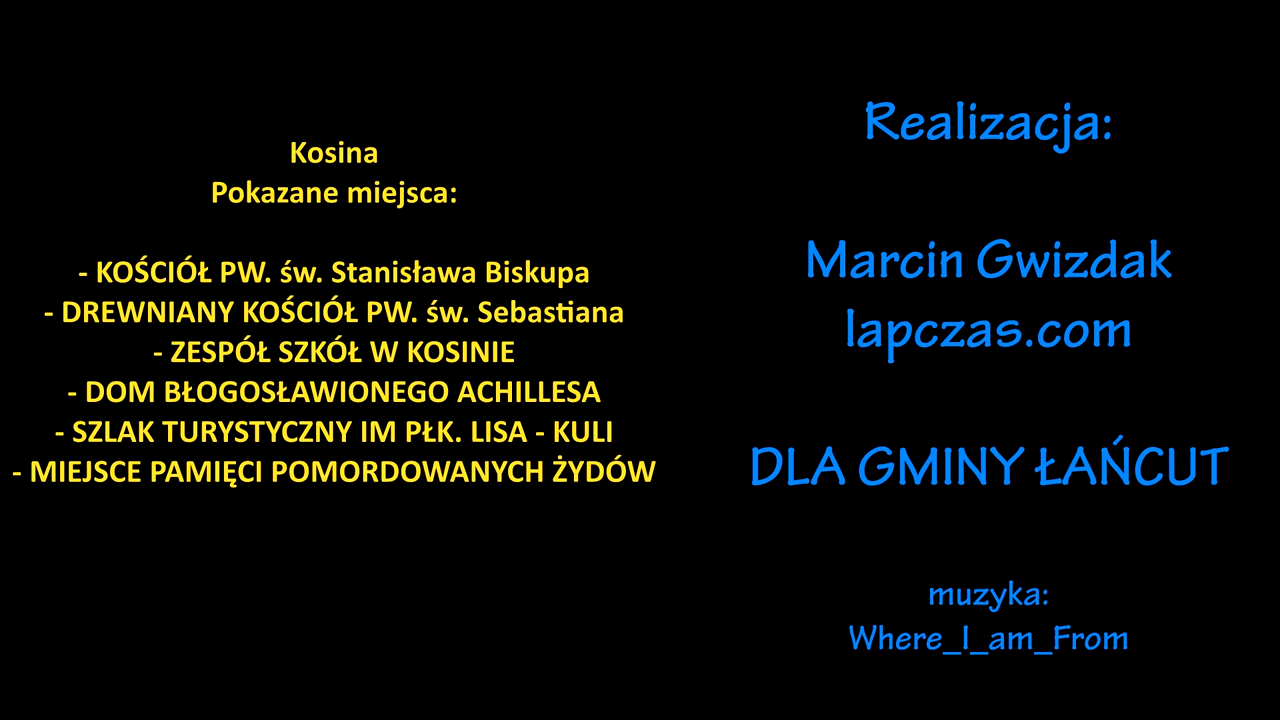 Kosina
Pokazane miejsca:
- KOŚCIÓŁ PW. św. Stanisława Biskupa
- DREWNIANY KOŚCIÓŁ PW. św. Sebastiana
- ZESPÓŁ SZKÓŁ W KOSINIE
- DOM BŁOGOSŁAWIONEGO ACHILLESA
- SZLAK TURYSTYCZNY IM PŁK. LISA - KULI
- MIEJSCE PAMIĘCI POMORDOWANYCH ŻYDÓW
Realizacja:
Marcin Gwizdak
lapczas.com
DLA GMINY ŁAŃCUT
muzyka:
Where_I_am_From